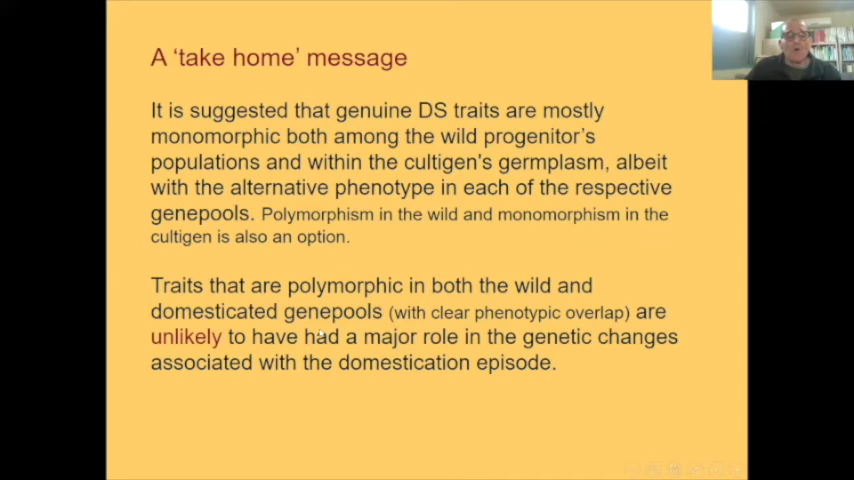 A ‘take home’ message
It is suggested that genuine DS traits are mostly
monomorphic both among the wild progenitor’s
populations and within the cultigen's germplasm, albeit
with the alternative phenotype in each of the respective
genepools. Polymorphism in the wild and monomorphism in the
cultigen is also an option.
Traits that are polymorphic in both the wild and
domesticated genepools (with clear phenotypic overlap) are
unlikely to have had a major role in the genetic changes
associated with the domestication episode.